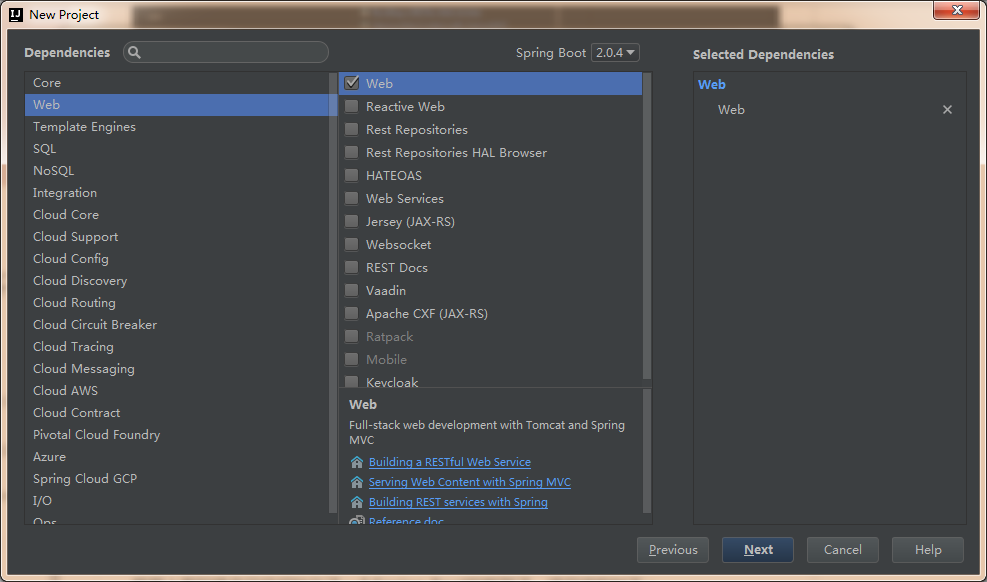 New Project
Dependencies
Spring Boot 2.0.4
Selected Dependencies
Core
Web
Template Engines
SQL
NoSQL
Integration
Cloud Core
Cloud Support
Cloud Config
Cloud Discovery
Cloud Routing
Cloud Circuit Breaker
Cloud Tracing
Cloud Messaging
Cloud AWS
Cloud Contract
Pivotal Cloud Foundry
Azure
Spring Cloud GCP
I/O
Ops
Web
Reactive Web
Rest Repositories
Rest Repositories HAL Browser
HATEOAS
Web Services
Jersey (JAX-RS)
Websocket
REST Docs
Vaadin
Apache CXF (JAX-RS)
Ratpack
Mobile
Keycloak
Web
Full-stack web development with Tomcat and Spring
MVC
Building a RESTful Web Service
Serving Web Content with Spring MVC
Building REST services with Spring
Reference doc
Web
Web
Previous
Next
Cancel
Help